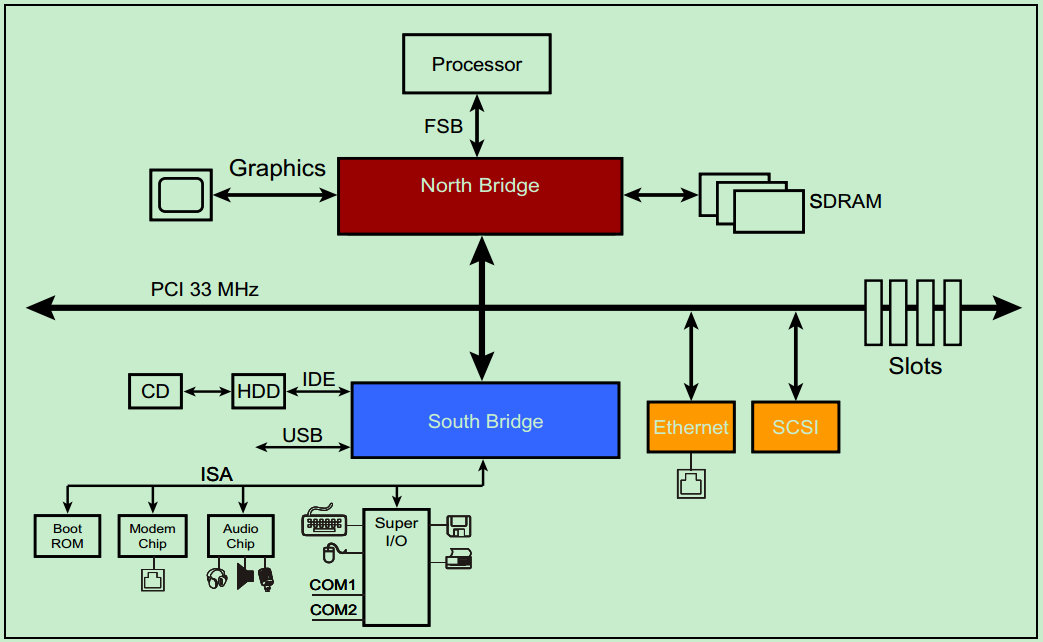 Processor
FSB
Graphics
North Bridge
SDRAM
PCI 33 MHz
Slots
CD
HDD
IDE
South Bridge
Ethernet
SCSI
USB
ISA
Boot
ROM
Modem
Chip
Audio
Chip
Super
I/O
COM1
COM2